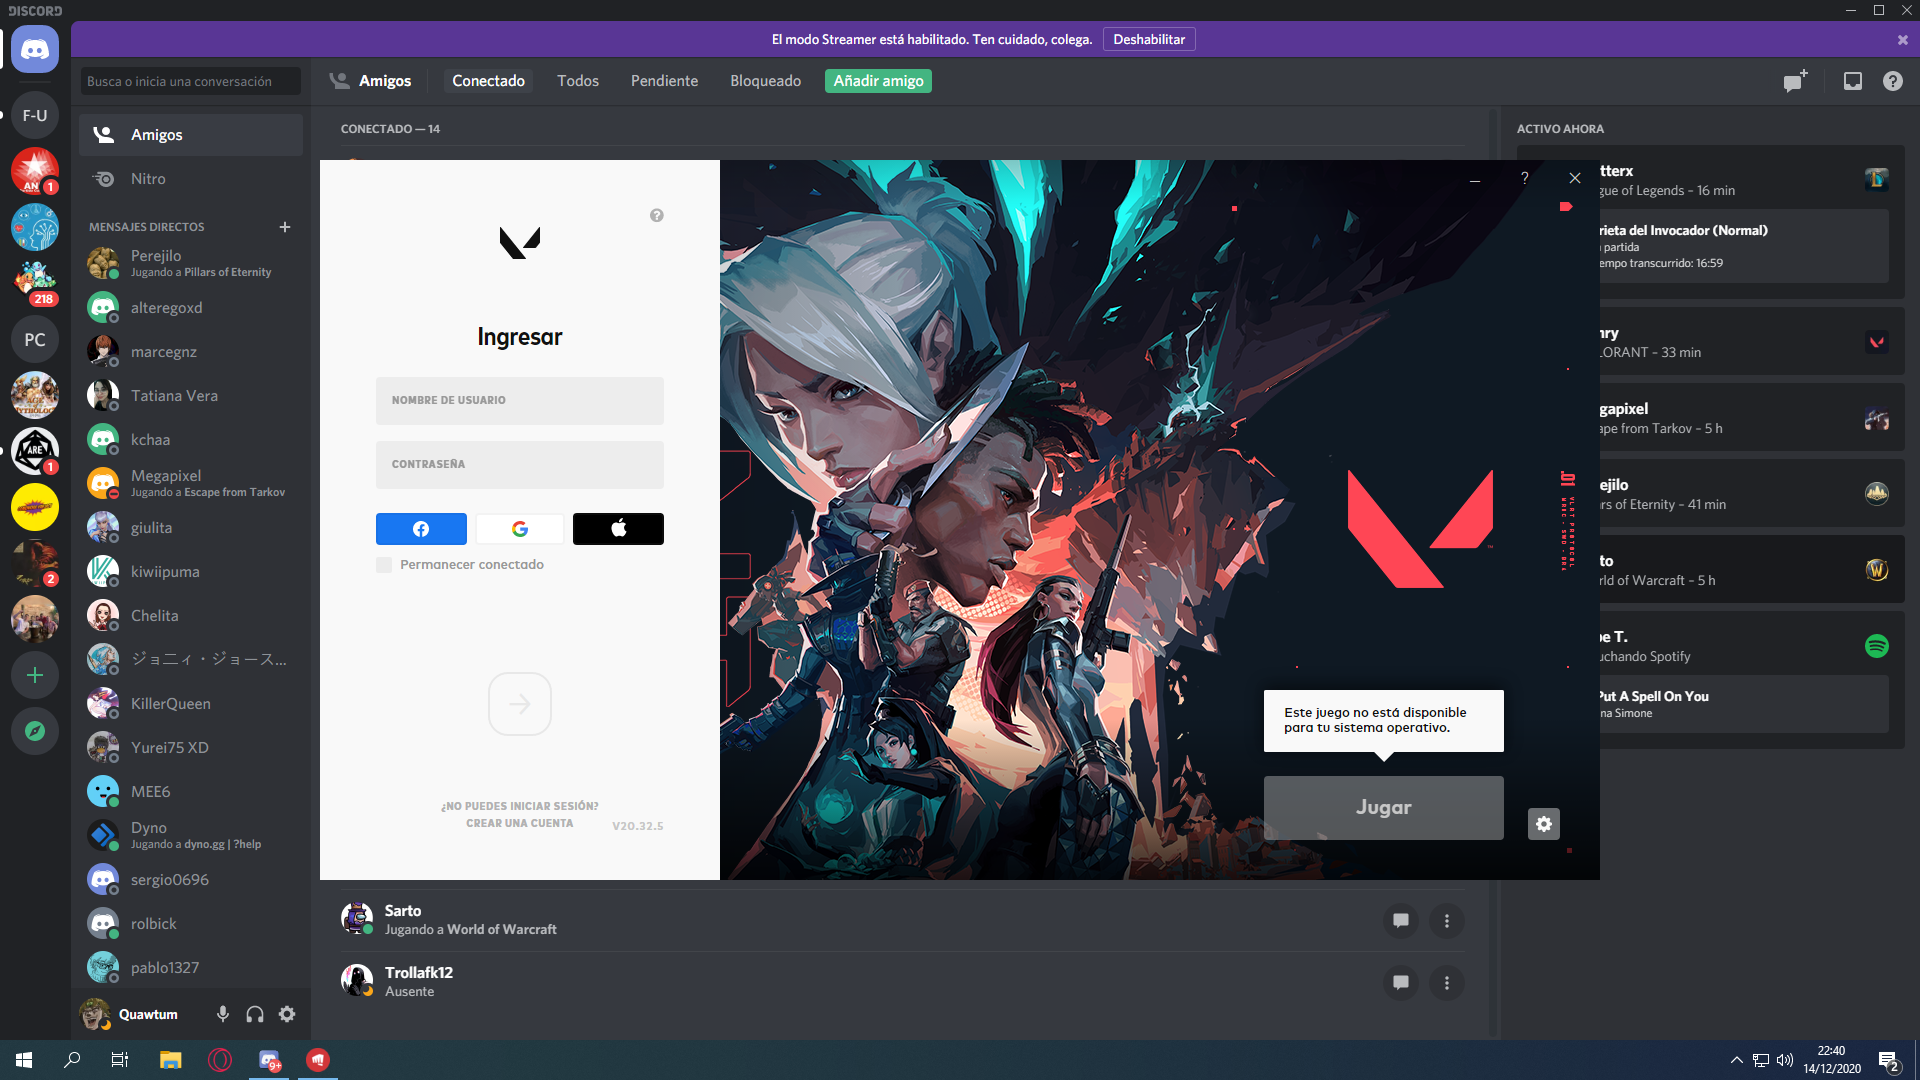 DISCORD
El modo Streamer está habilitado. Ten cuidado, colega.
Deshabilitar
Busca o inicia una conversación
Amigos
Conectado
Todos
Pendiente
Bloqueado
Añadir amigo
F-U
AN
1
218
PC
ARE
1
2
Amigos
Nitro
MENSAJES DIRECTOS
Perejilo
Jugando a Pillars of Eternity
alteregoxd
marcegnz
Tatiana Vera
kchaa
Megapixel
Jugando a Escape from Tarkov
giulita
kiwiipuma
Chelita
ジョニィ・ジョース...
KillerQueen
Yurei75 XD
MEE6
Dyno
Jugando a dyno.gg | ?help
sergio0696
rolbick
pablo1327
Quawtum
CONECTADO — 14
Ingresar
NOMBRE DE USUARIO
CONTRASEÑA
Permanecer conectado
¿NO PUEDES INICIAR SESIÓN?
CREAR UNA CUENTA
V20.32.5
Este juego no está disponible
para tu sistema operativo.
Jugar
Sarto
Jugando a World of Warcraft
Trollafk12
Ausente
ACTIVO AHORA
tterx
gue of Legends – 16 min
rieta del Invocador (Normal)
partida
empo transcurrido: 16:59
nry
LORANT – 33 min
gapixel
ape from Tarkov – 5 h
ejilo
rs of Eternity – 41 min
to
rld of Warcraft – 5 h
pe T.
uchando Spotify
Put A Spell On You
na Simone
9+
22:40
14/12/2020
2